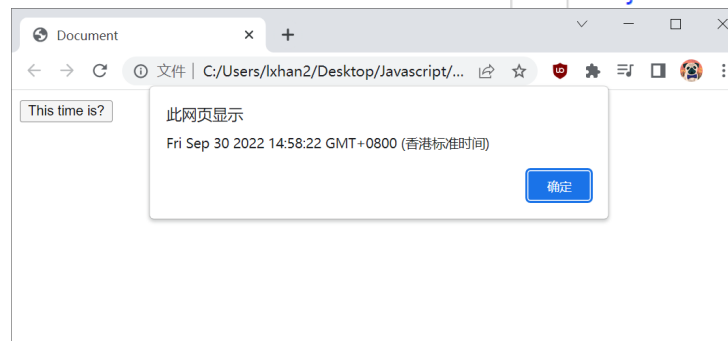 Document
文件 C:/Users/lxhan2/Desktop/Javascript/...
This time is?
此网页显示
Fri Sep 30 2022 14:58:22 GMT+0800 (香港标准时间)
确定